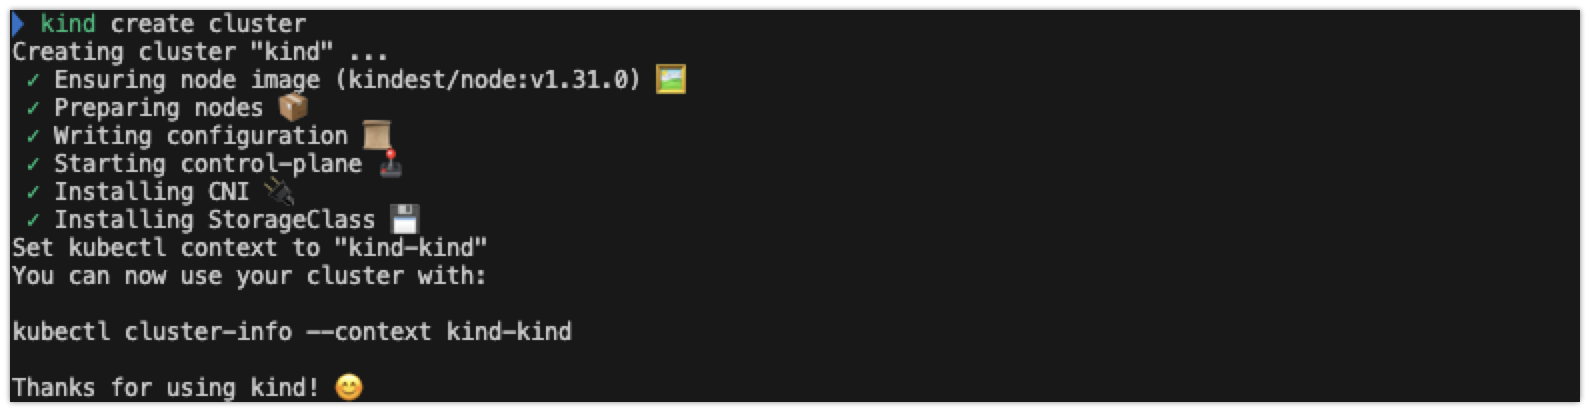 kind create cluster
Creating cluster "kind" ...
✓ Ensuring node image (kindest/node:v1.31.0) 🖼
✓ Preparing nodes 📦
✓ Writing configuration 📜
✓ Starting control-plane 🕹
✓ Installing CNI 🔌
✓ Installing StorageClass 💾
Set kubectl context to "kind-kind"
You can now use your cluster with:

kubectl cluster-info --context kind-kind

Thanks for using kind! 😊